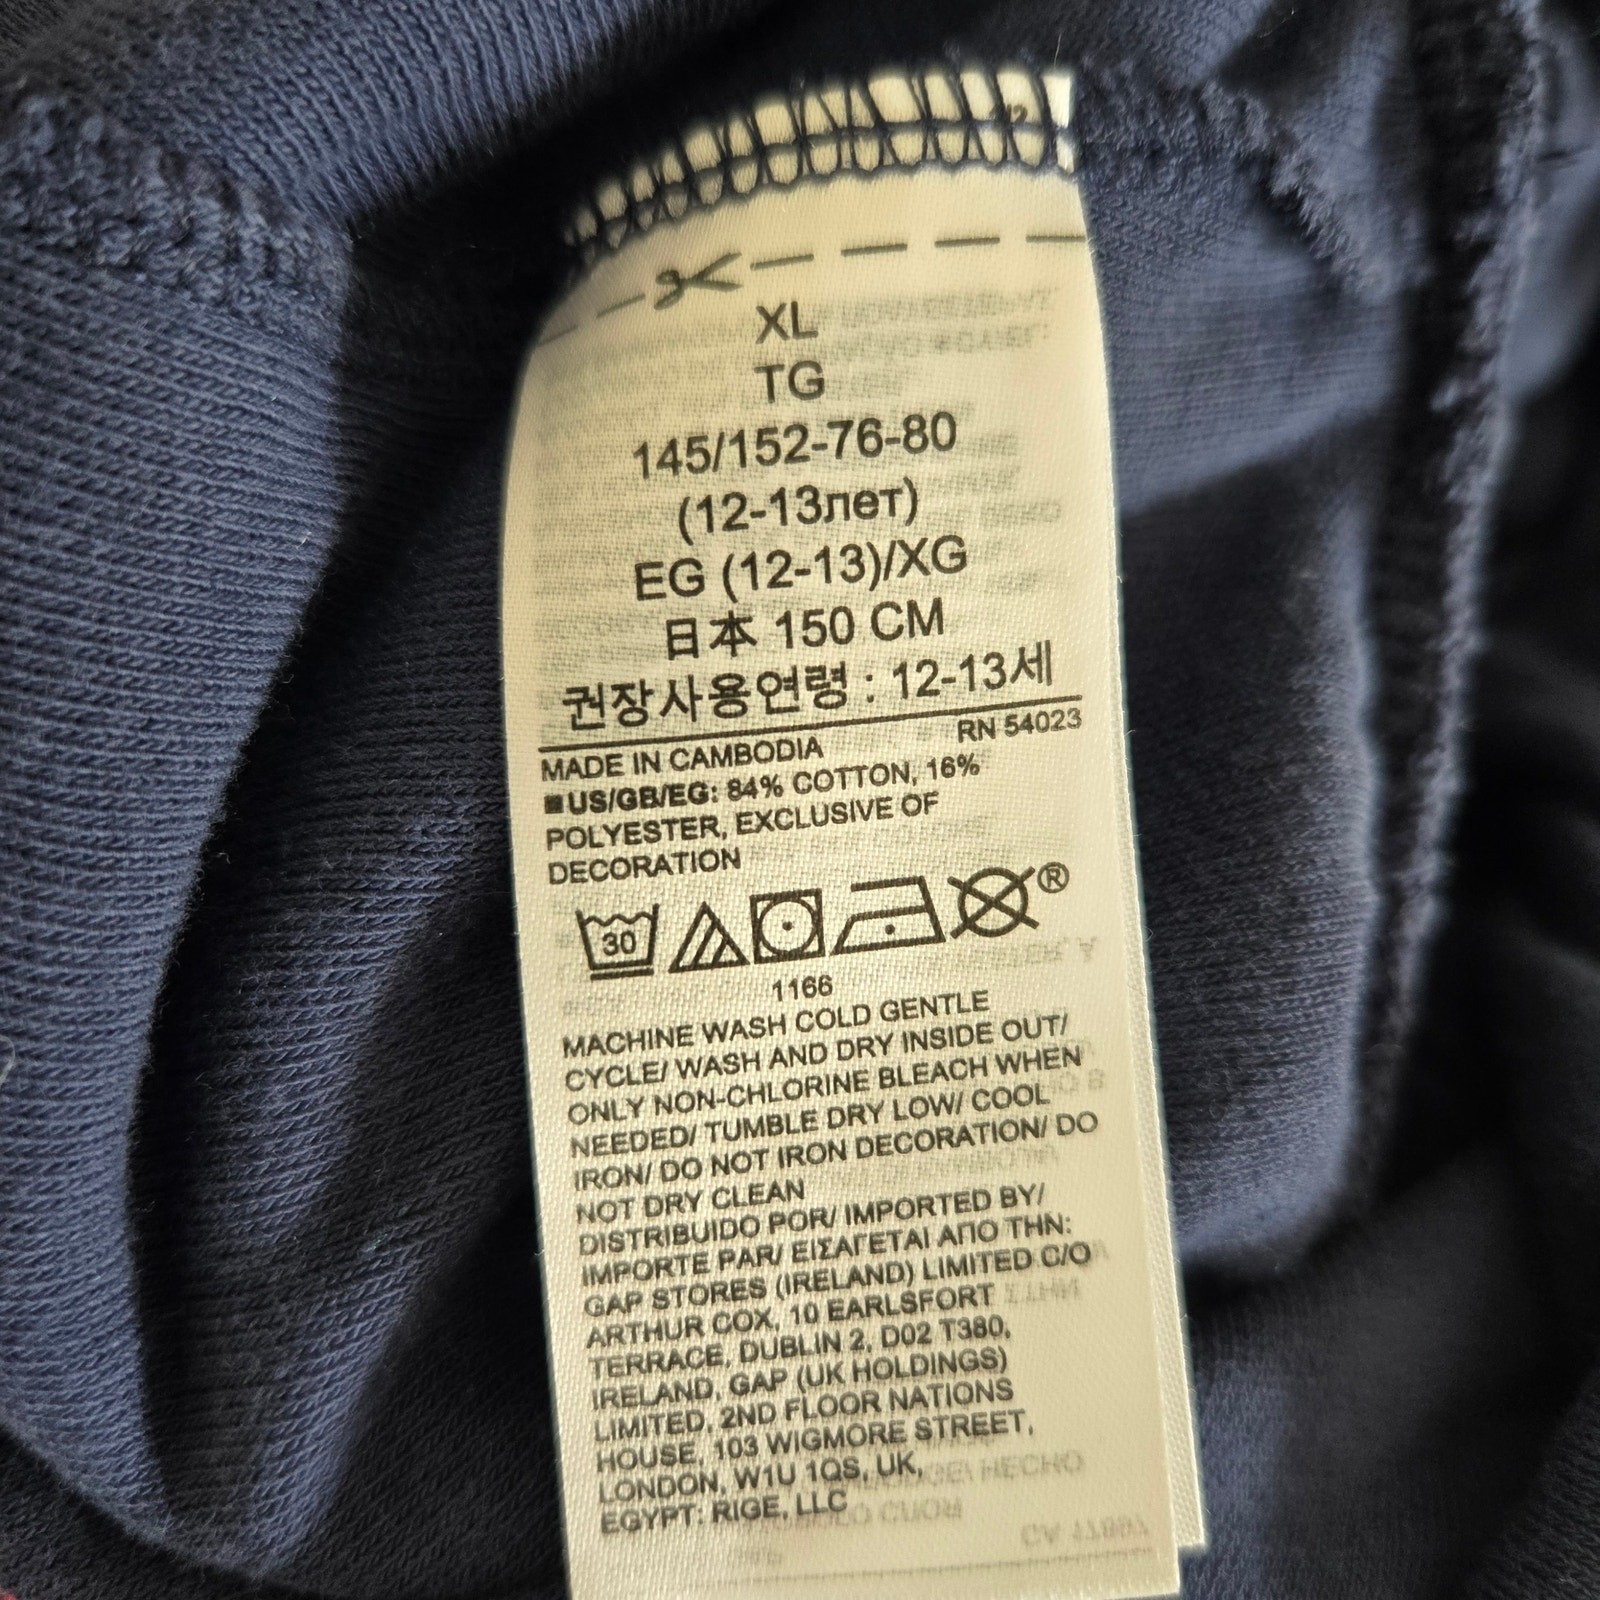 XL
TG
145/152-76-80
(12-13лет)
EG (12-13)/XG
日本 150 CM
권장사용연령 : 12-13세
RN 54023
MADE IN CAMBODIA
US/GB/EG: 84% COTTON, 16%
POLYESTER, EXCLUSIVE OF
DECORATION
30
®
1166
MACHINE WASH COLD GENTLE
CYCLE/ WASH AND DRY INSIDE OUT/
ONLY NON-CHLORINE BLEACH WHEN
NEEDED/ TUMBLE DRY LOW/ COOL
IRON/ DO NOT IRON DECORATION/ DO
NOT DRY CLEAN
DISTRIBUIDO POR/ IMPORTED BY/
IMPORTE PAR/ ΕΙΣΑΓΕΤΑΙ ΑΠΟ ΤΗΝ:
GAP STORES (IRELAND) LIMITED C/O
ARTHUR COX, 10 EARLSFORT
TERRACE, DUBLIN 2, D02 T380,
IRELAND, GAP (UK HOLDINGS)
LIMITED, 2ND FLOOR NATIONS
HOUSE, 103 WIGMORE STREET,
LONDON, W1U 1QS, UK,
EGYPT: RIGE, LLC